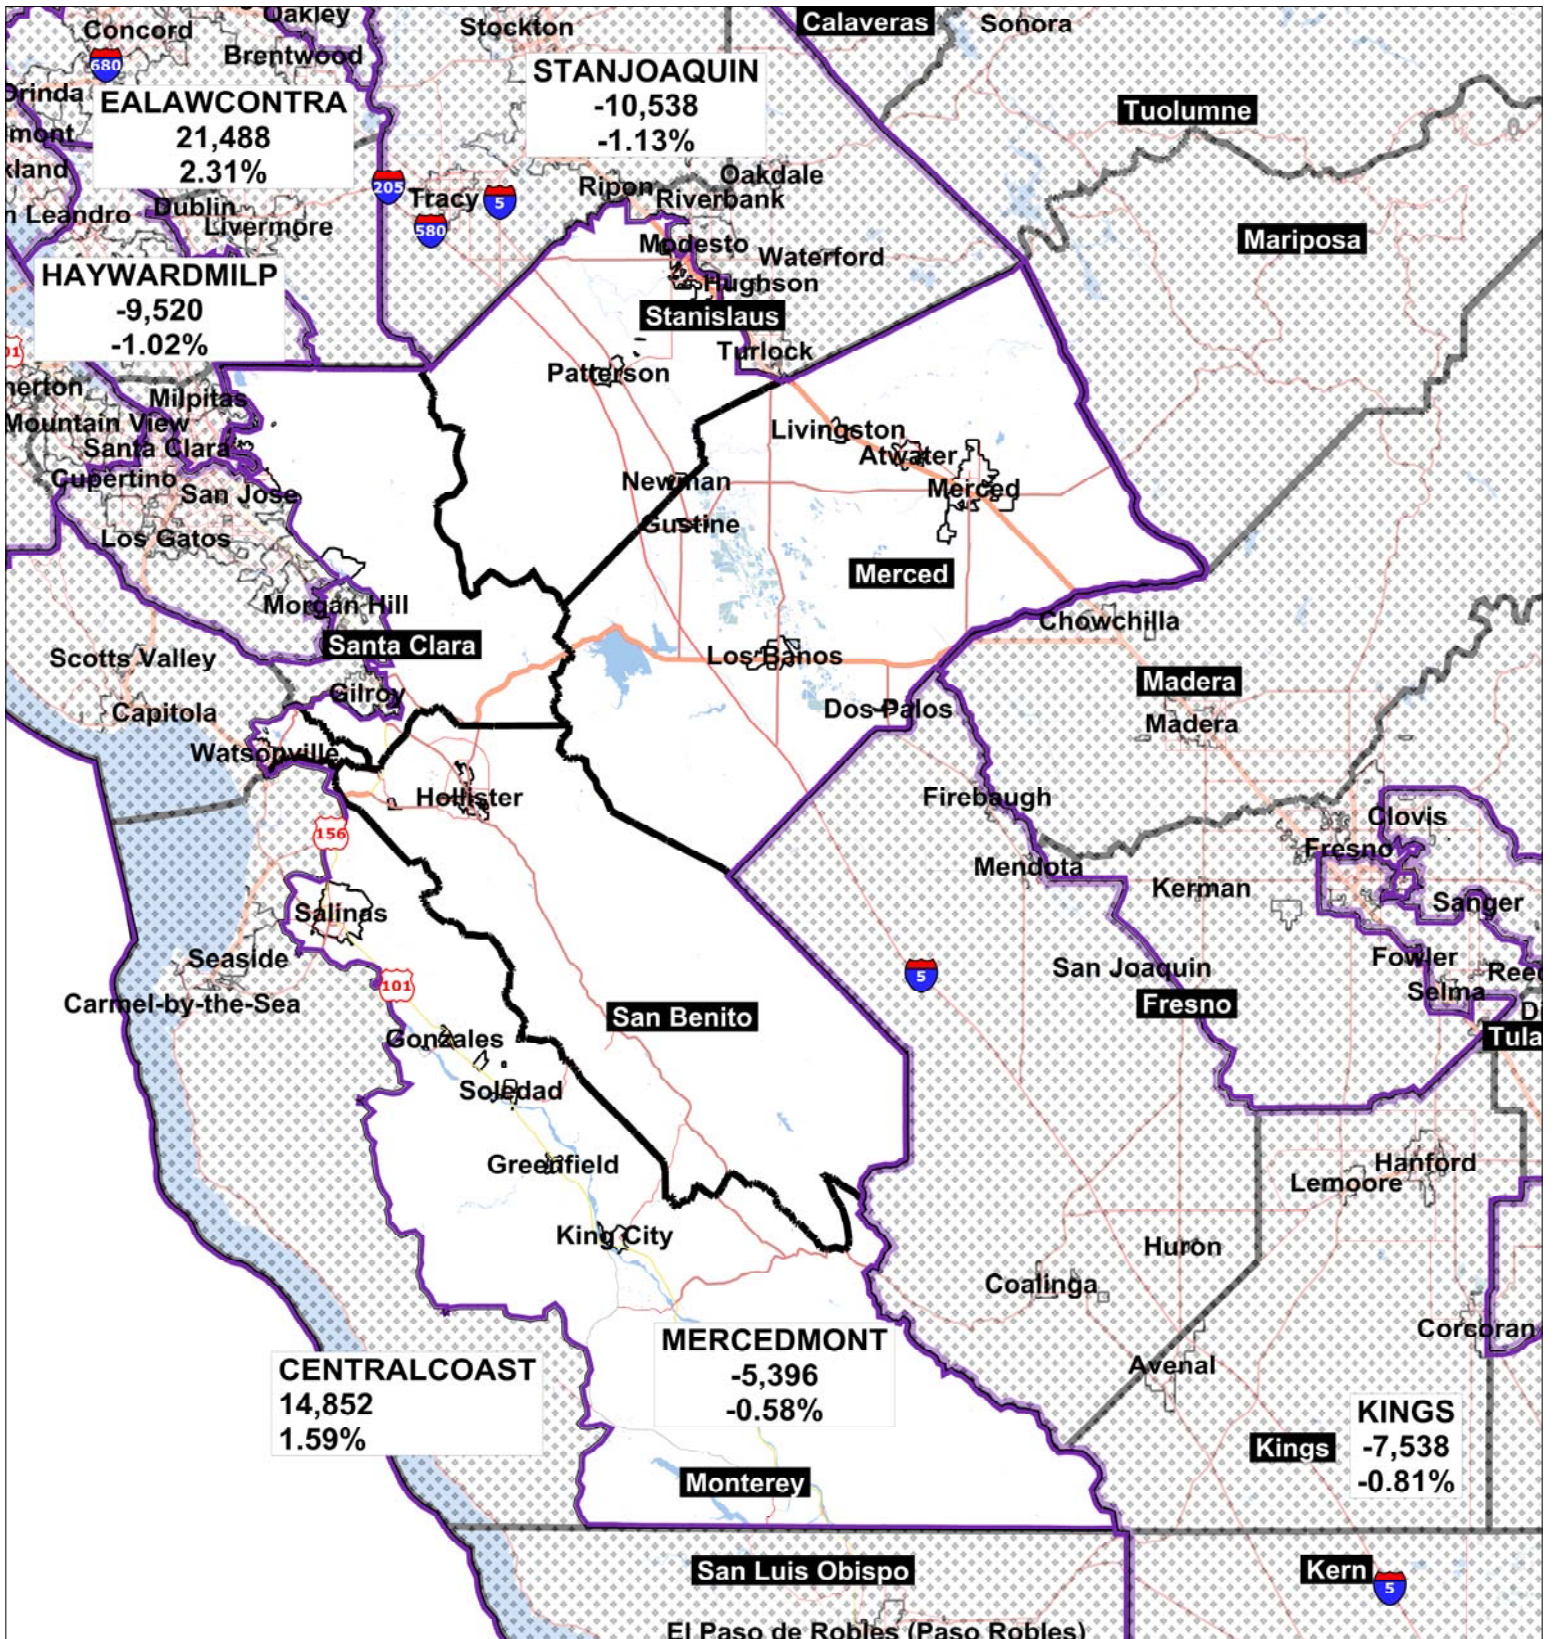 Oakley
Calaveras
Sonora
Concord
Stockton
Brentwood
680
STANJOAQUIN
-10,538
-1.13%
EALAWCONTRA
21,488
2.31%
Tuolumne
205
Tracy
5
580
Ripon
Oakdale
Riverbank
Dublin
Livermore
Modesto
Waterford
Hughson
Mariposa
HAYWARDMILP
-9,520
-1.02%
Stanislaus
Turlock
Patterson
Milpitas
Mountain View
Santa Clara
Cupertino
San Jose
Los Gatos
Livingston
Atwater
Merced
Newman
Gustine
Merced
Morgan Hill
Santa Clara
Chowchilla
Scotts Valley
Los Banos
Gilroy
Capitola
Dos Palos
Madera
Madera
Watsonville
Hollister
Firebaugh
Clovis
156
Fresno
Mendota
Kerman
Sanger
Salinas
Seaside
Fowler
San Joaquin
5
Selma
101
Carmel-by-the-Sea
Fresno
San Benito
Gonzales
Soledad
Greenfield
Hanford
Lemoore
King City
Huron
Coalinga
Corcoran
MERCEDMONT
-5,396
-0.58%
CENTRALCOAST
14,852
1.59%
Avenal
KINGS
-7,538
-0.81%
Kings
Monterey
San Luis Obispo
Kern
5
El Paso de Robles (Paso Robles)